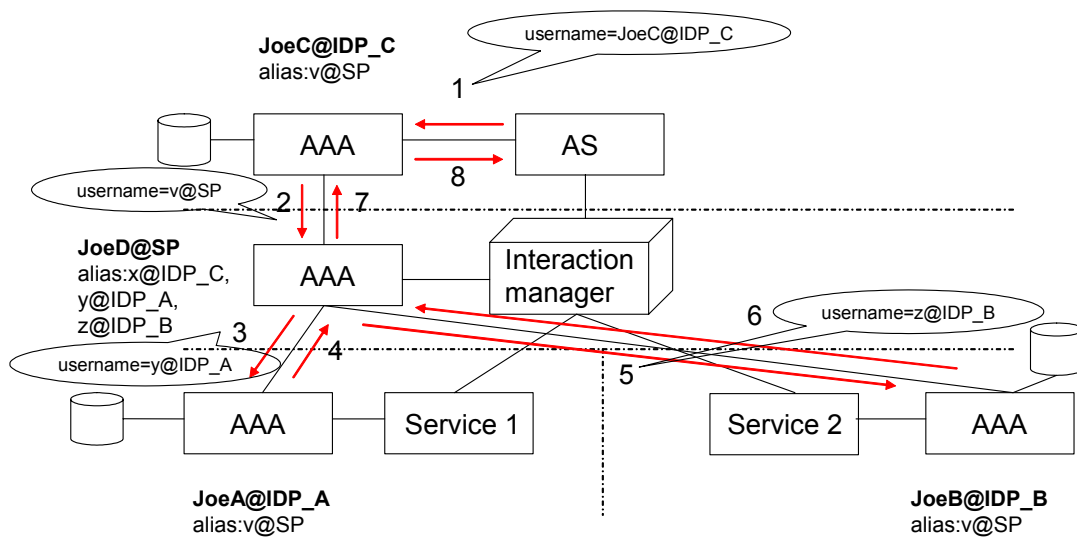 username=JoeC@IDP_C
JoeC@IDP_C
alias:v@SP
1
AAA
AS
8
username=v@SP
2
7
JoeD@SP
alias:x@IDP_C,
y@IDP_A,
z@IDP_B
AAA
Interaction
manager
6
username=z@IDP_B
3
4
username=y@IDP_A
5
AAA
Service 1
Service 2
AAA
JoeA@IDP_A
alias:v@SP
JoeB@IDP_B
alias:v@SP